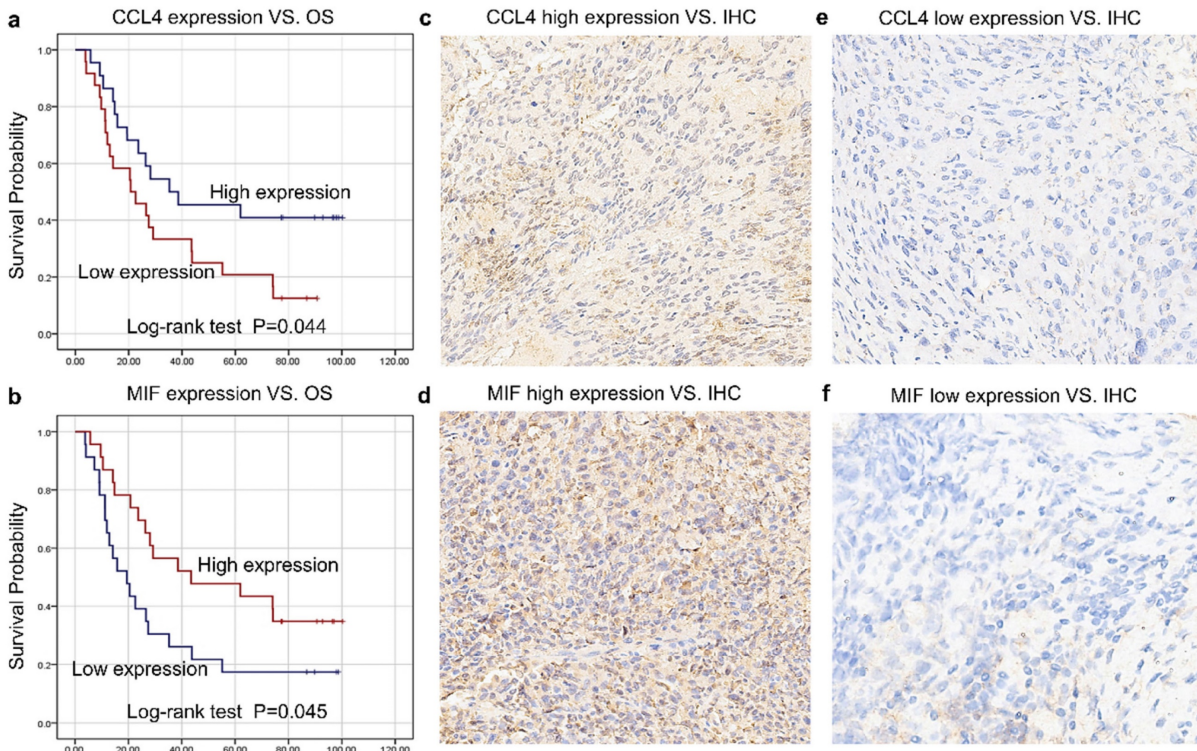 a
CCL4 expression VS. OS
Survival Probability
1.0
0.8
0.6
0.4
0.2
0.0
High expression
Low expression
Log-rank test P=0.044
0.00 20.00 40.00 60.00 80.00 100.00 120.00
b
MIF expression VS. OS
Survival Probability
1.0
0.8
0.6
0.4
0.2
0.0
High expression
Low expression
Log-rank test P=0.045
0.00 20.00 40.00 60.00 80.00 100.00 120.00
c
CCL4 high expression VS. IHC
d
MIF high expression VS. IHC
e
CCL4 low expression VS. IHC
f
MIF low expression VS. IHC